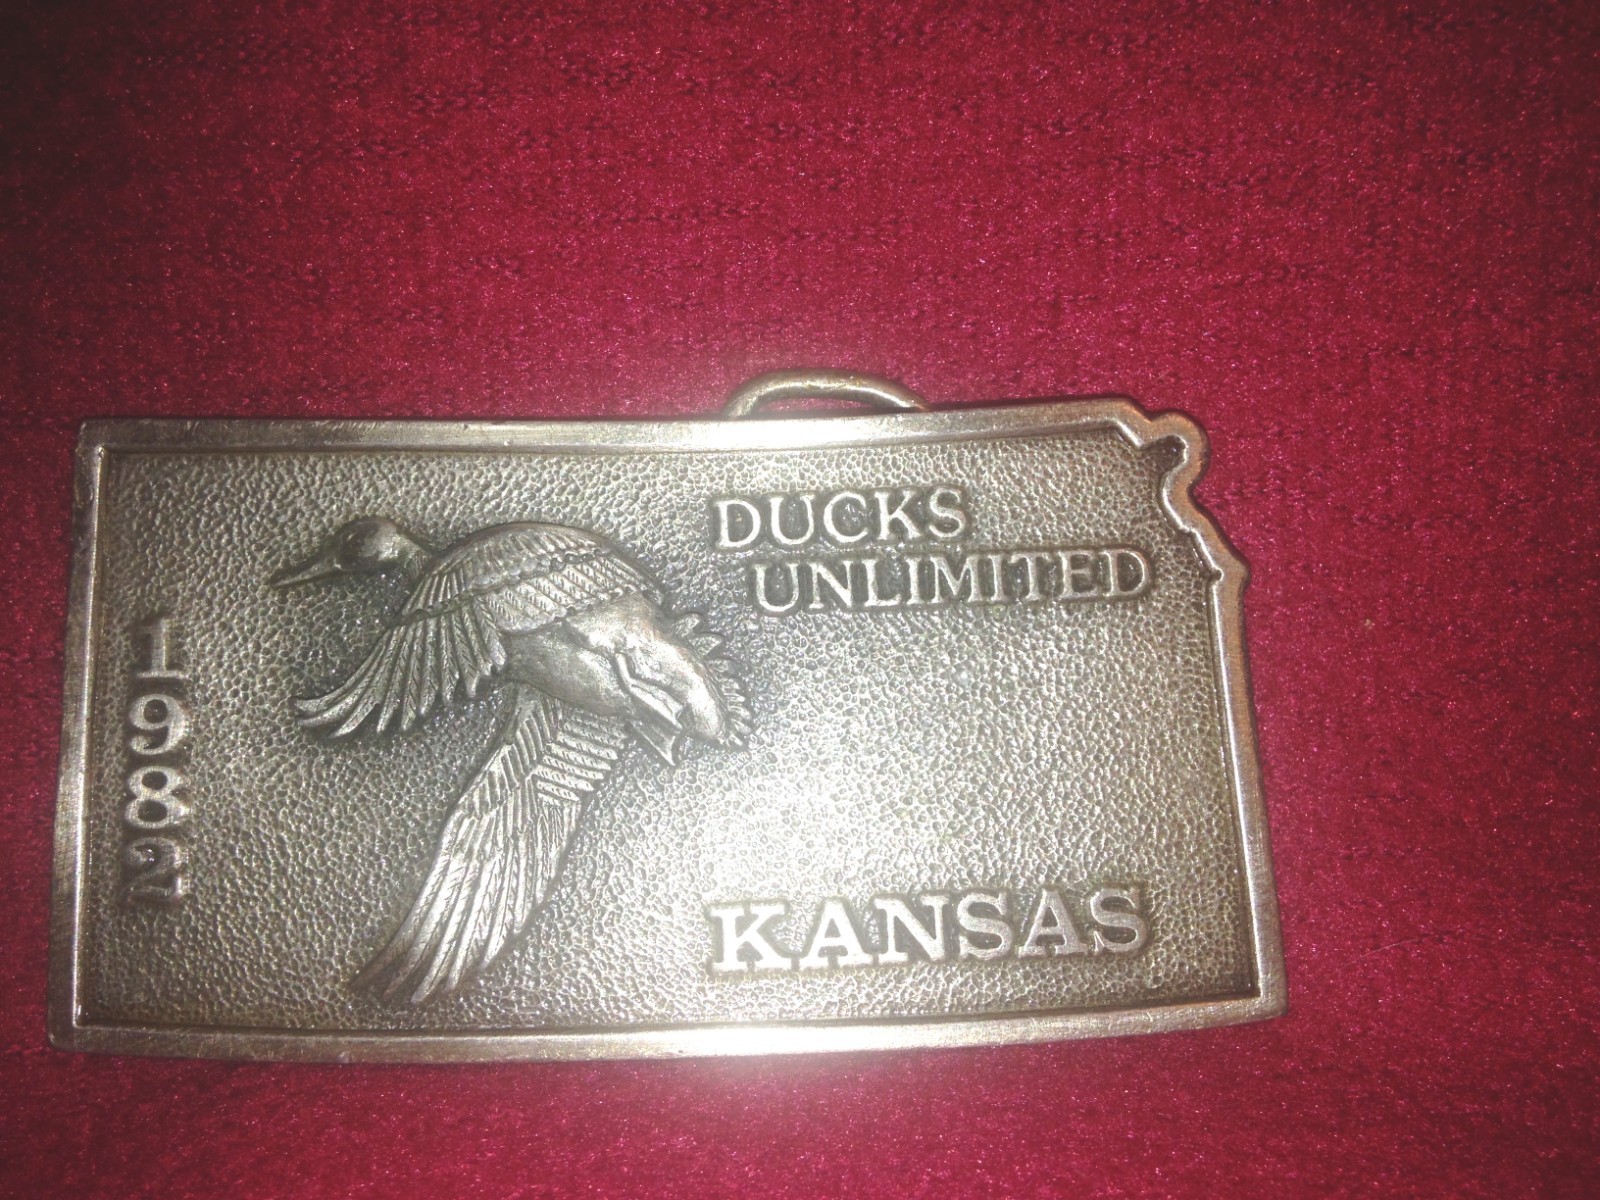 DUCKS
UNLIMITED
1982
KANSAS